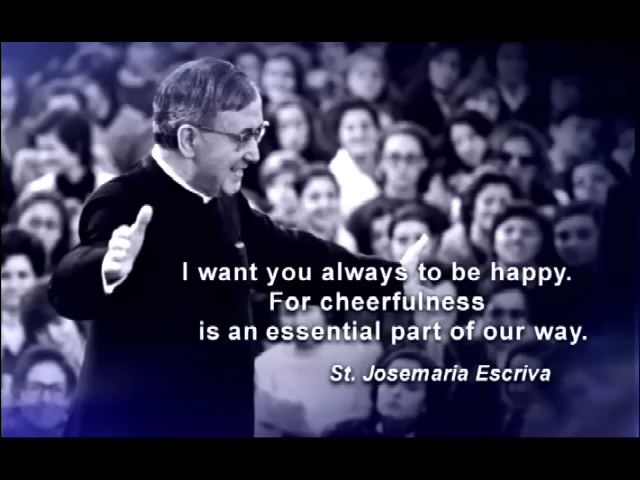 I want you always to be happy.
For cheerfulness
is an essential part of our way.
St. Josemaria Escriva